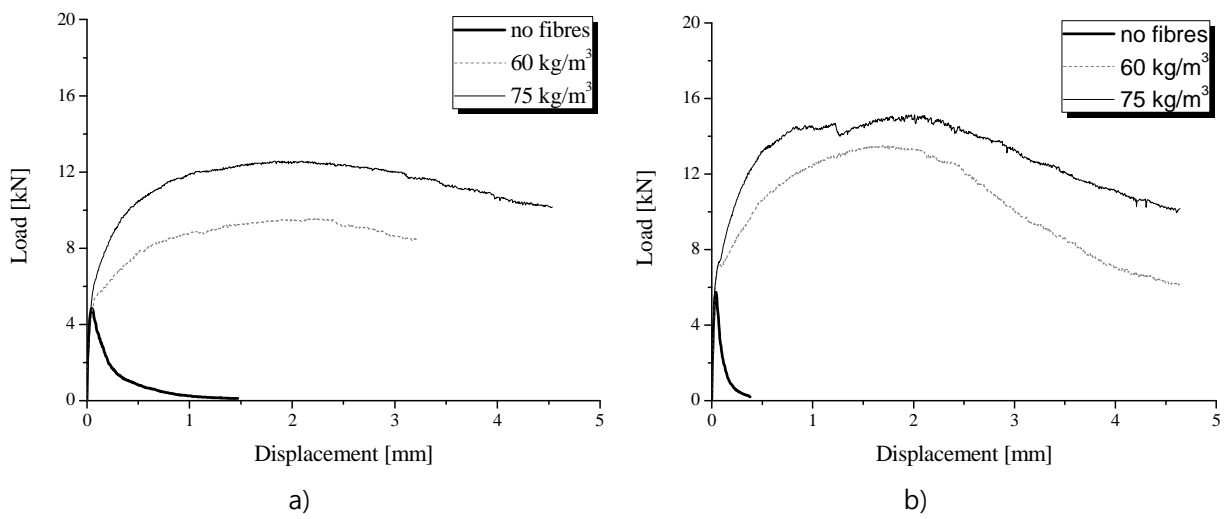 20
16
12
8
4
0
Load [kN]
no fibres
60 kg/m³
75 kg/m³
0 1 2 3 4 5
Displacement [mm]
a)
20
16
12
8
4
0
Load [kN]
no fibres
60 kg/m³
75 kg/m³
0 1 2 3 4 5
Displacement [mm]
b)